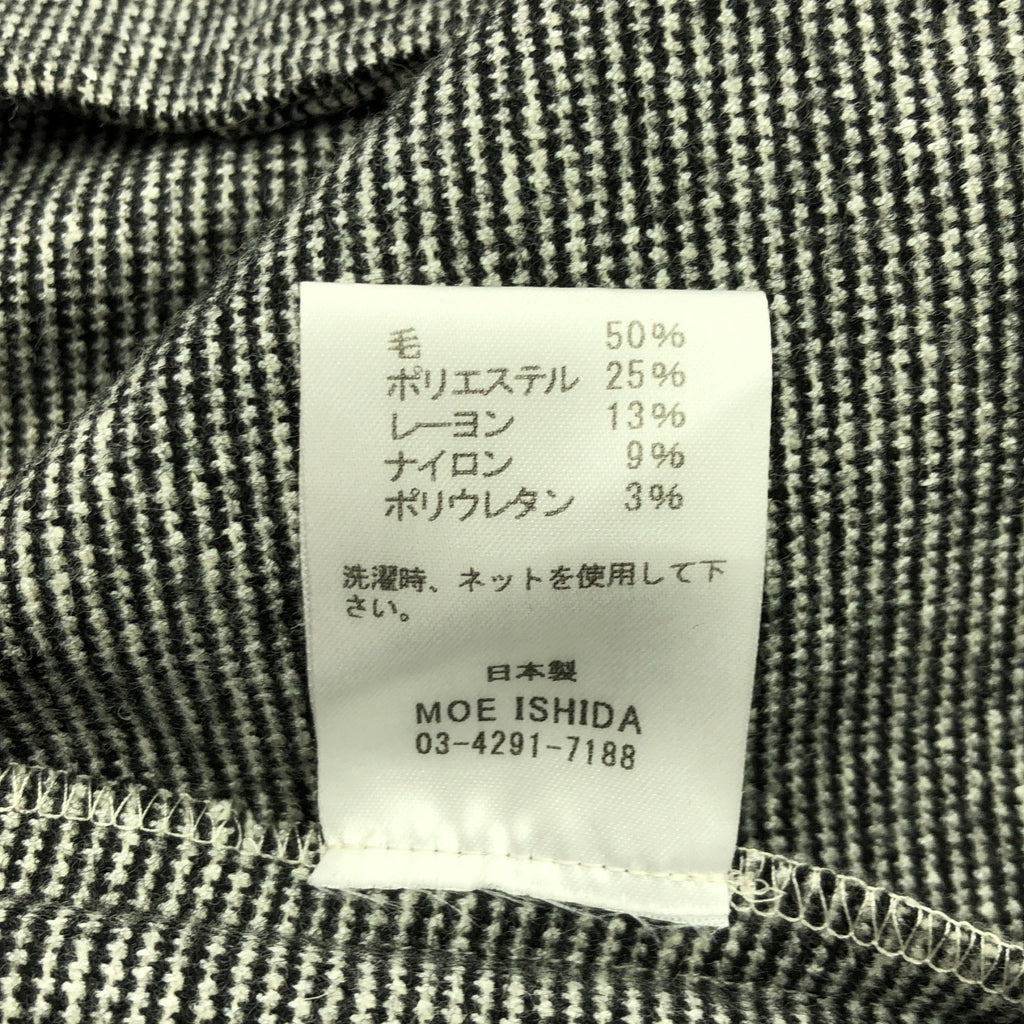 毛 50%
ポリエステル 25%
レーヨン 13%
ナイロン 9%
ポリウレタン 3%
洗濯時、ネットを使用して下
さい。
日本製
MOE ISHIDA
03-4291-7188